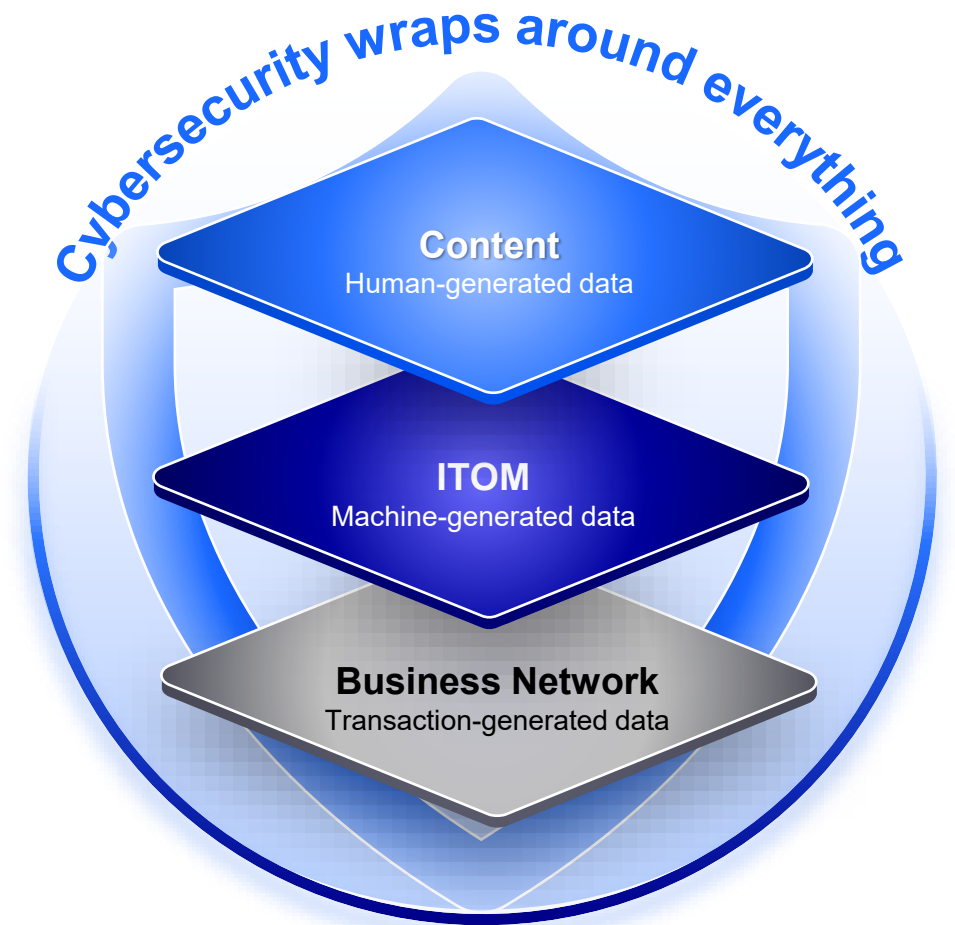 Cybersecurity wraps around everything
Content
Human-generated data
ITOM
Machine-generated data
Business Network
Transaction-generated data